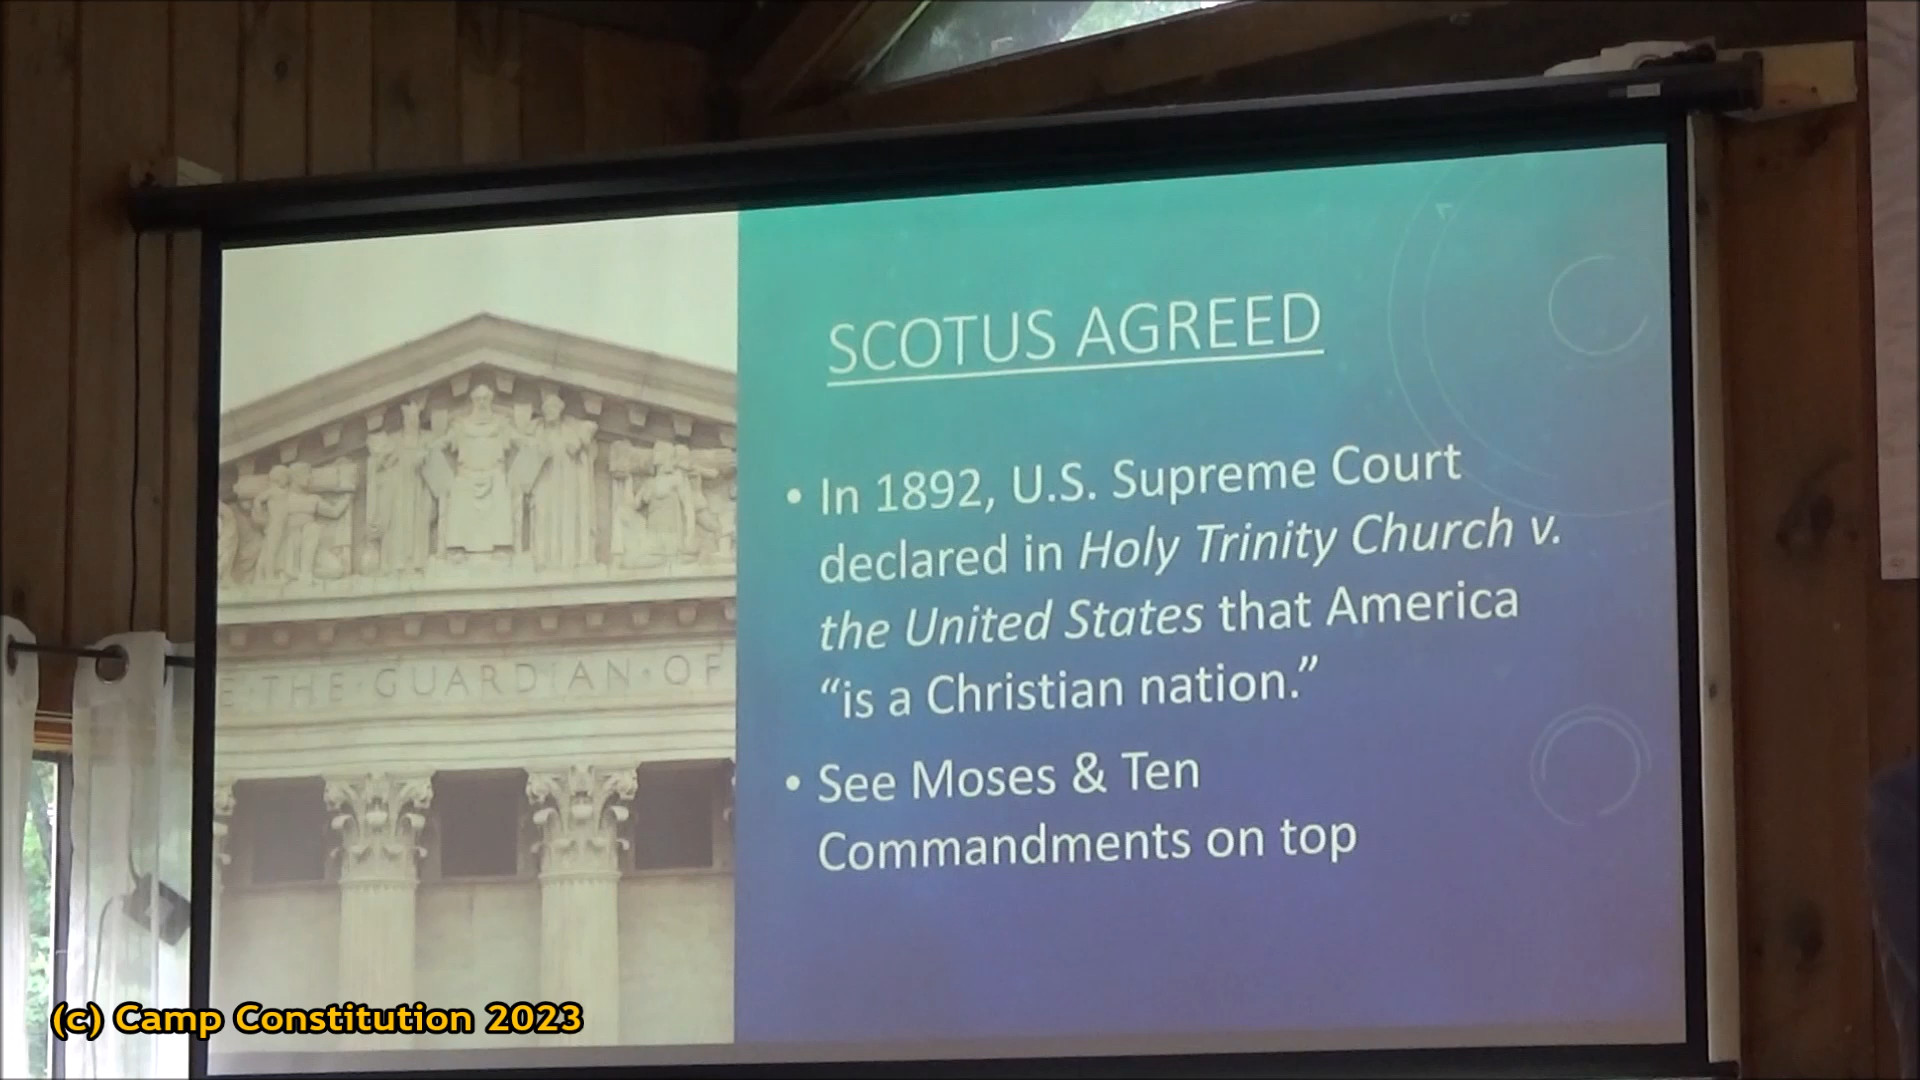 SCOTUS AGREED
• In 1892, U.S. Supreme Court
declared in Holy Trinity Church v.
the United States that America
“is a Christian nation.”
• See Moses & Ten
Commandments on top
THE GUARDIAN OF
(c) Camp Constitution 2023